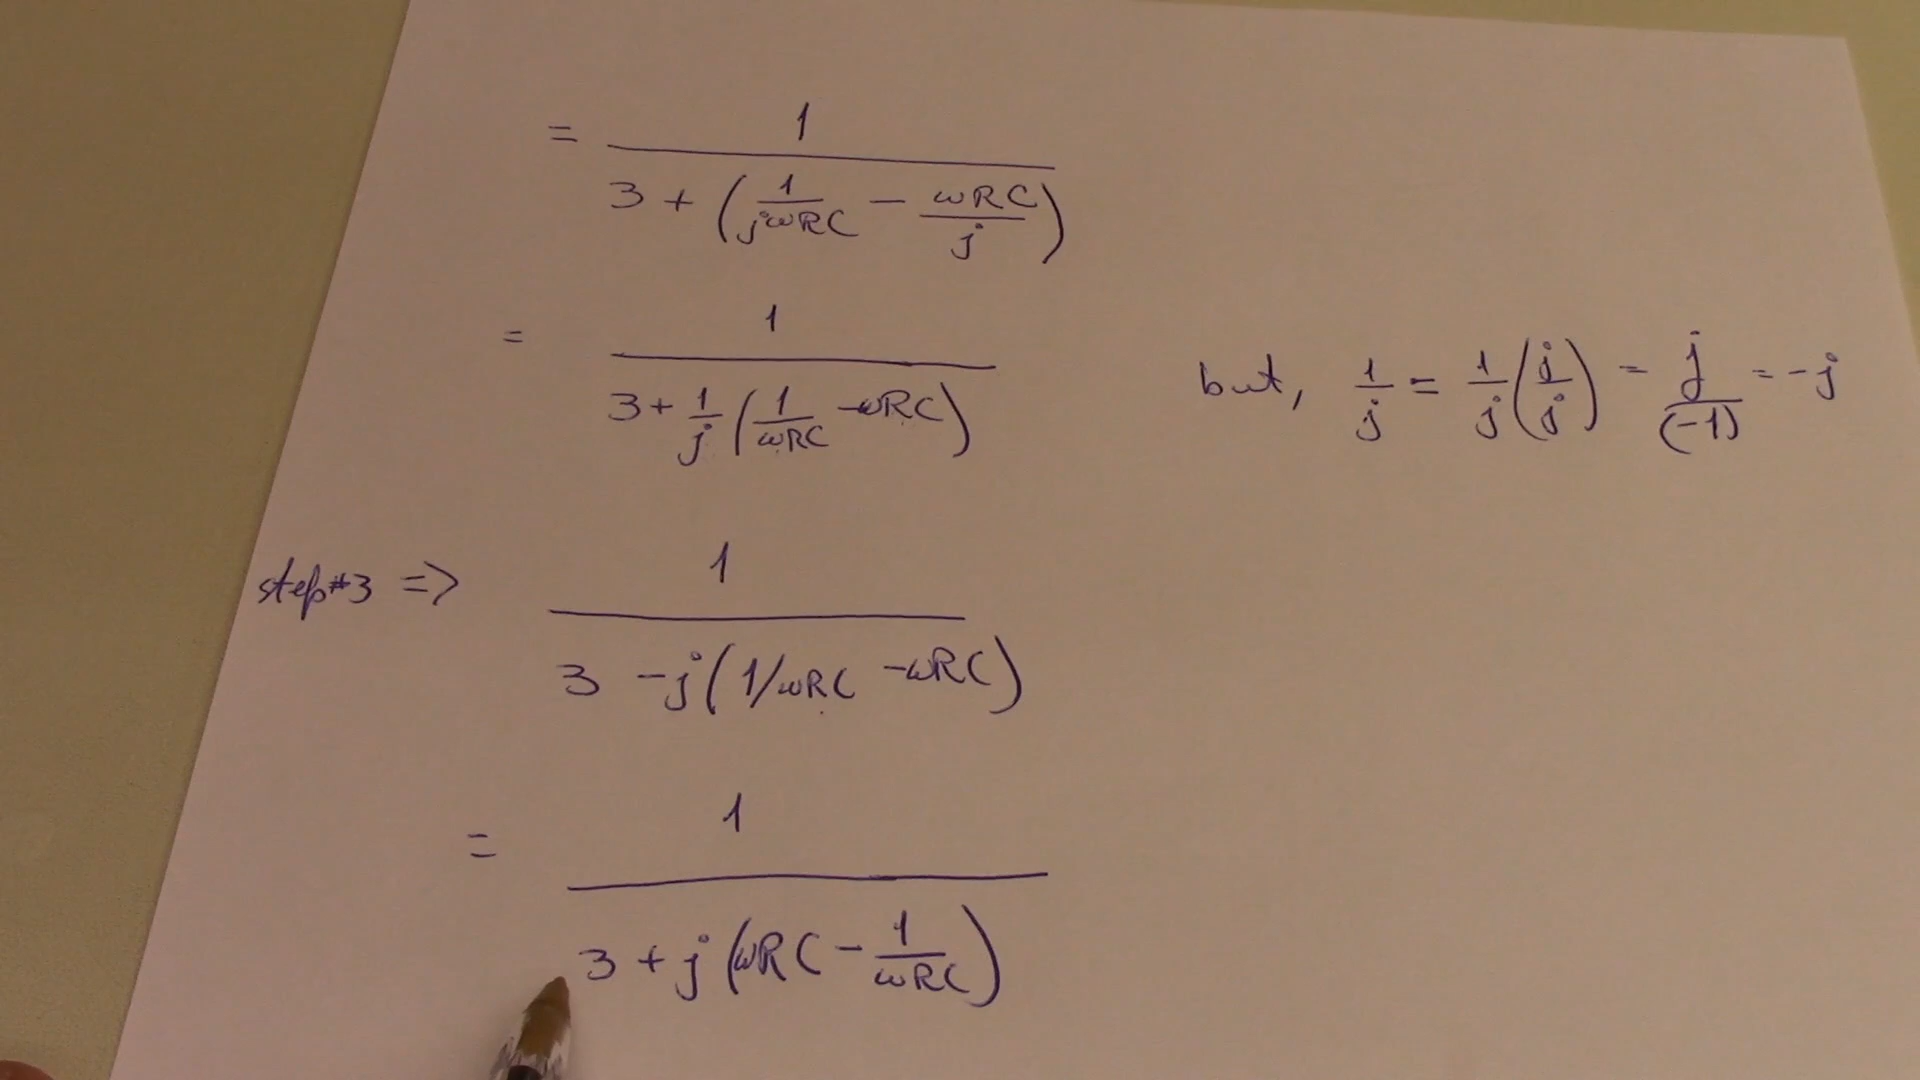 = 1 / 3 + (1/jωRC − ωRC/j)
= 1 / 3 + 1/j (1/ωRC − ωRC)
but, 1/j = 1/j (j/j) = j/(-1) = -j
step#3 => 1 / 3 − j(1/ωRC − ωRC)
= 1 / 3 + j (ωRC − 1/ωRC)